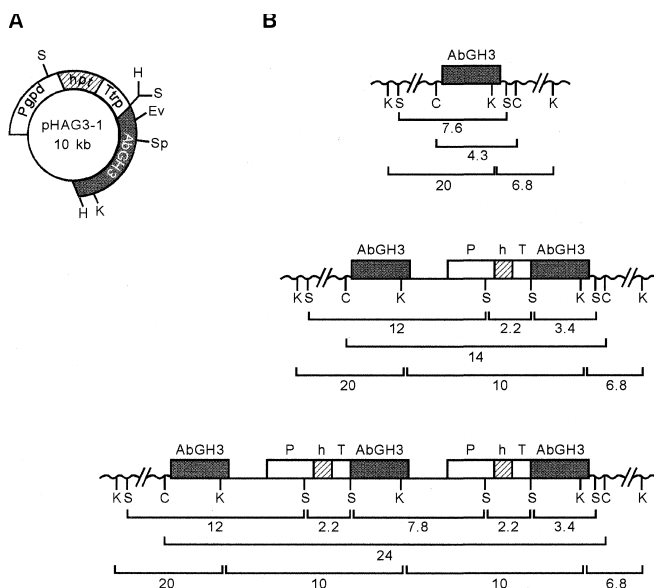 A
B
S
H
S
Ev
Sp
K
H
Pgpd
hpt
Ttrp
AbGH3
pHAG3-1
10 kb
AbGH3
K S C K S C K
7.6
4.3
20 6.8
AbGH3 P h T AbGH3
K S C K S S K S C K
12 2.2 3.4
14
20 10 6.8
AbGH3 P h T AbGH3 P h T AbGH3
K S C K S S K S S K S C K
12 2.2 7.8 2.2 3.4
24
20 10 10 6.8